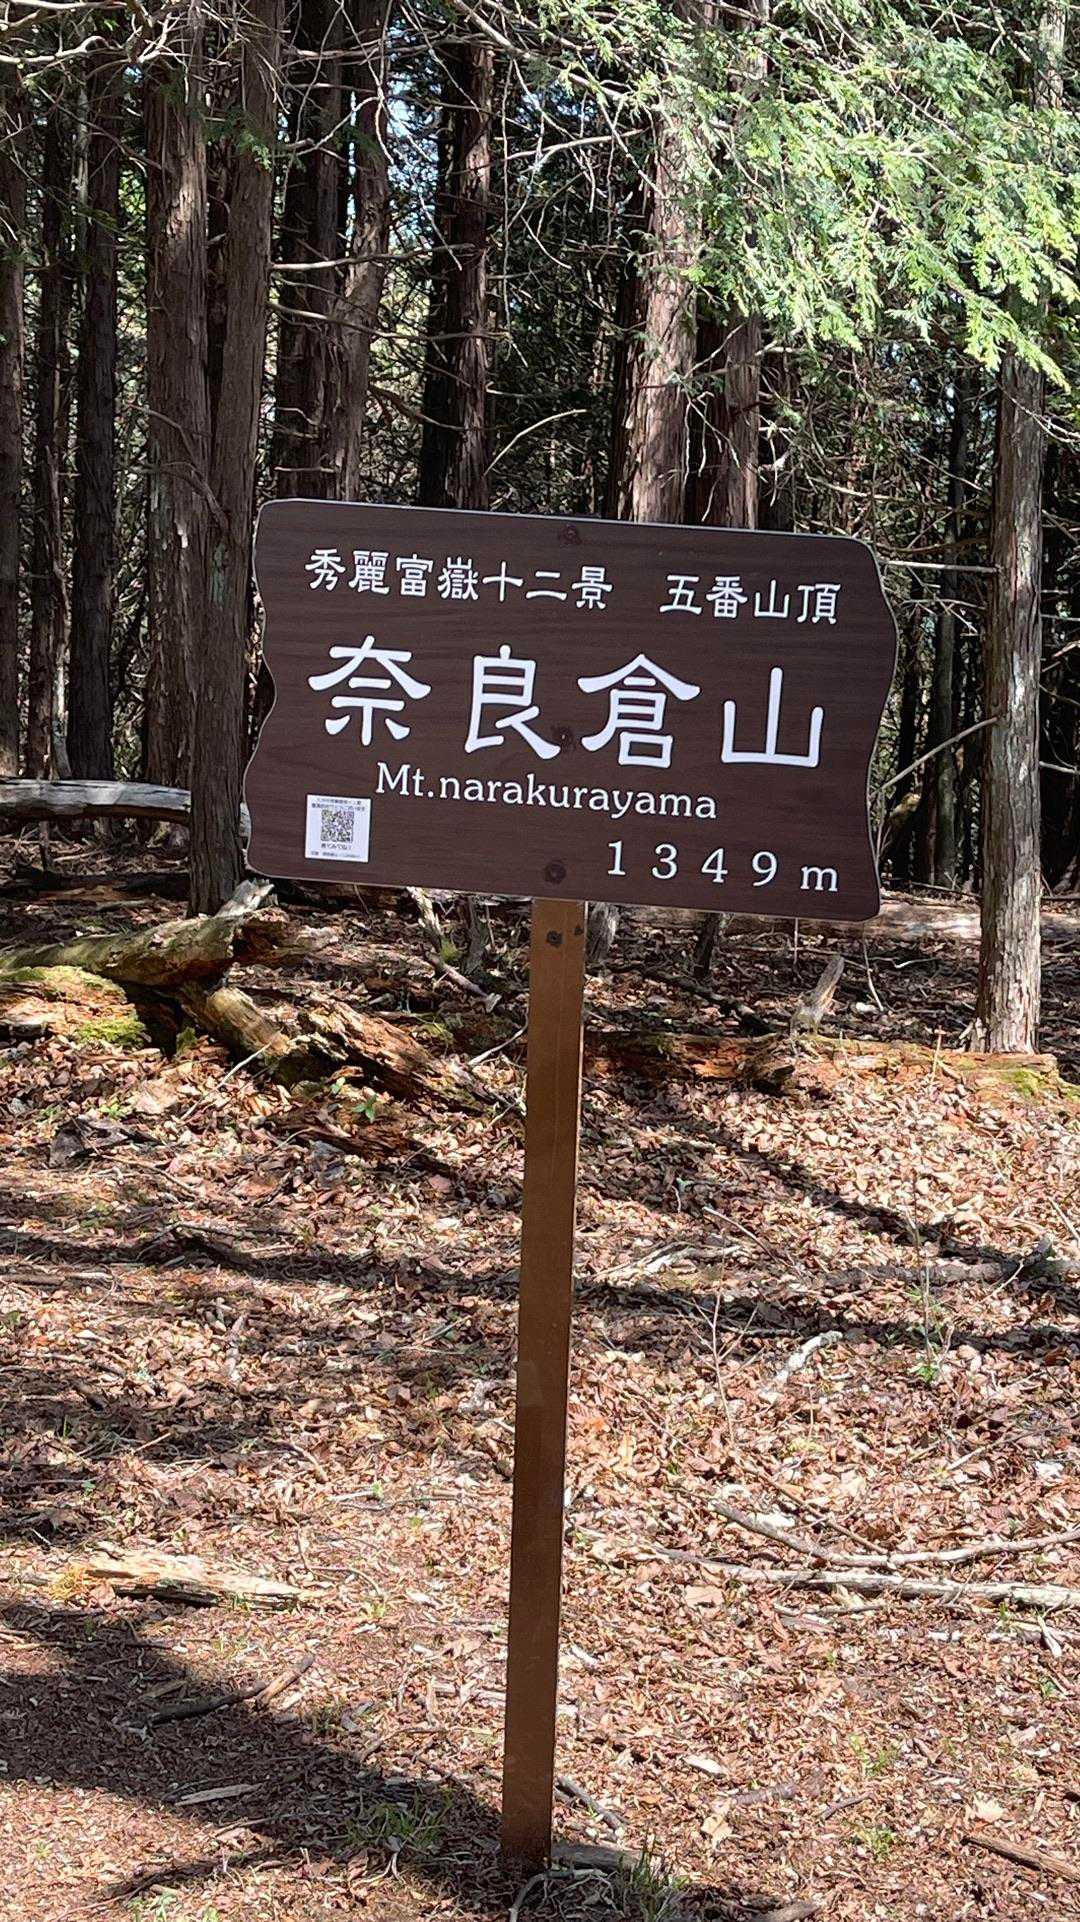 秀麗富嶽十二景　五番山頂
奈良倉山
Mt.narakurayama
1349m